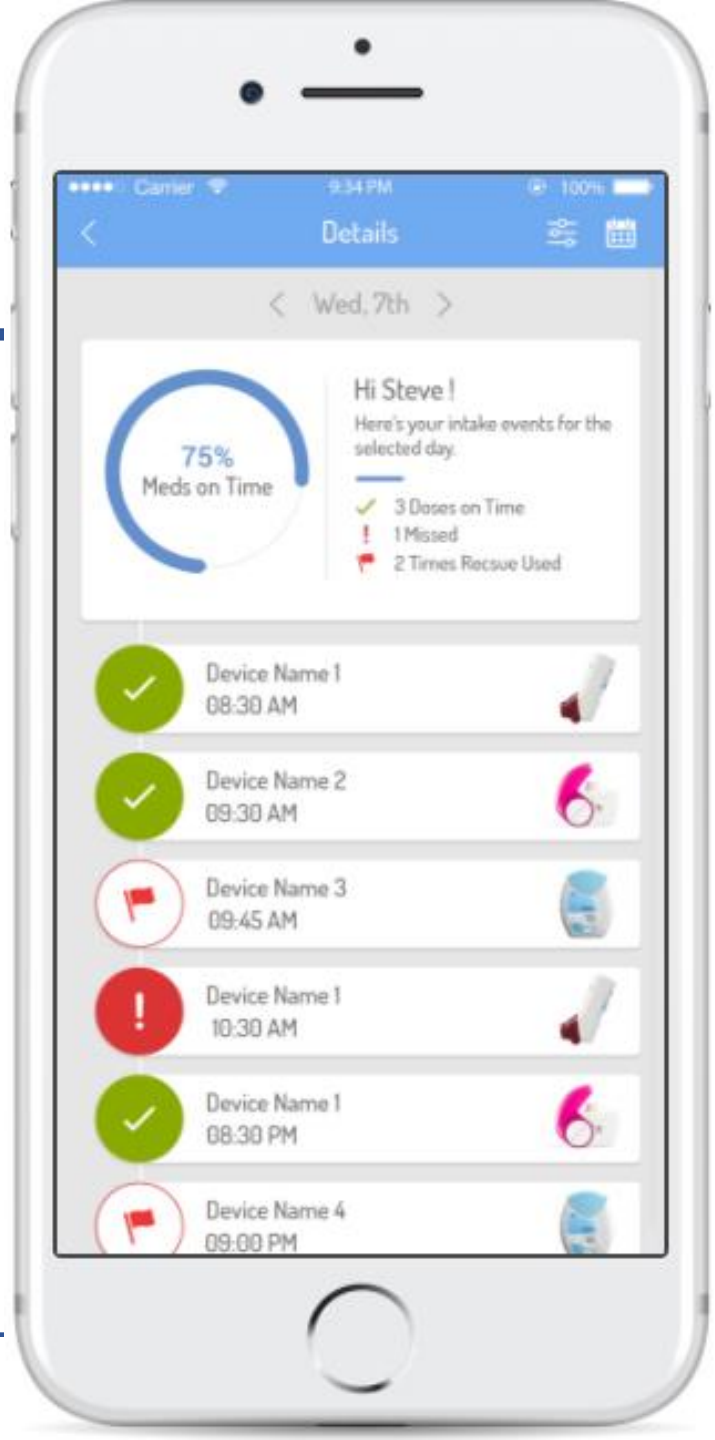 Carrier 9:34 PM 100%
Details
Wed, 7th
75%
Meds on Time
Hi Steve !
Here's your intake events for the
selected day.
3 Doses on Time
1 Missed
2 Times Recsue Used
Device Name 1
08:30 AM
Device Name 2
09:30 AM
Device Name 3
09:45 AM
Device Name 1
10:30 AM
Device Name 1
08:30 PM
Device Name 4
09:00 PM